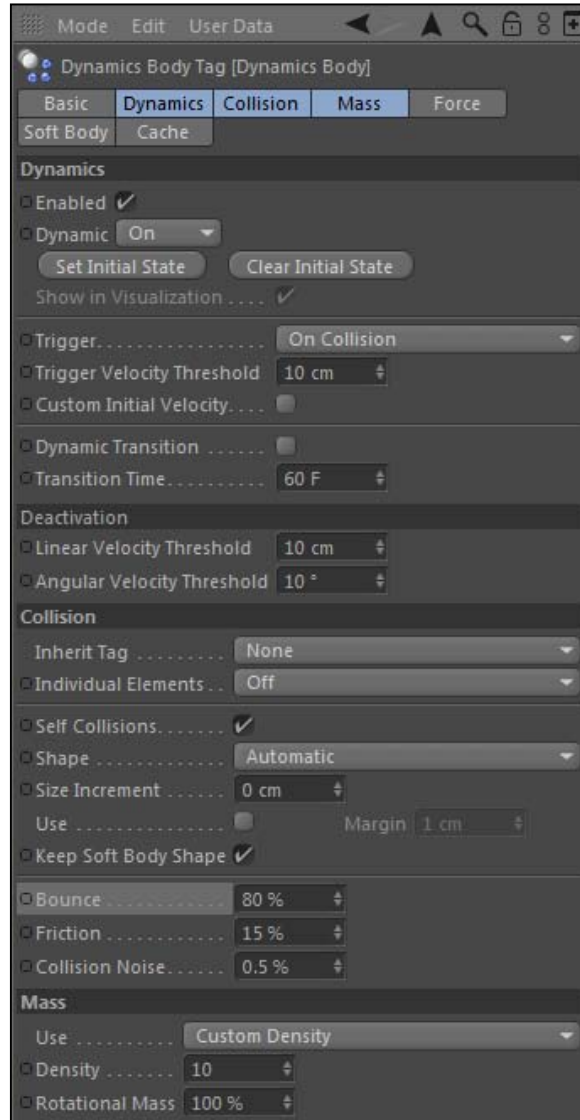 Mode Edit User Data
Dynamics Body Tag [Dynamics Body]
Basic Dynamics Collision Mass Force
Soft Body Cache
Dynamics
Enabled
Dynamic On
Set Initial State Clear Initial State
Show in Visualization ....
Trigger................. On Collision
Trigger Velocity Threshold 10 cm
Custom Initial Velocity....
Dynamic Transition ......
Transition Time.......... 60 F
Deactivation
Linear Velocity Threshold 10 cm
Angular Velocity Threshold 10 °
Collision
Inherit Tag ......... None
Individual Elements .. Off
Self Collisions.......
Shape ............. Automatic
Size Increment ...... 0 cm
Use ............... Margin 1 cm
Keep Soft Body Shape
Bounce ............ 80 %
Friction ............ 15 %
Collision Noise...... 0.5 %
Mass
Use .......... Custom Density
Density ....... 10
Rotational Mass 100 %